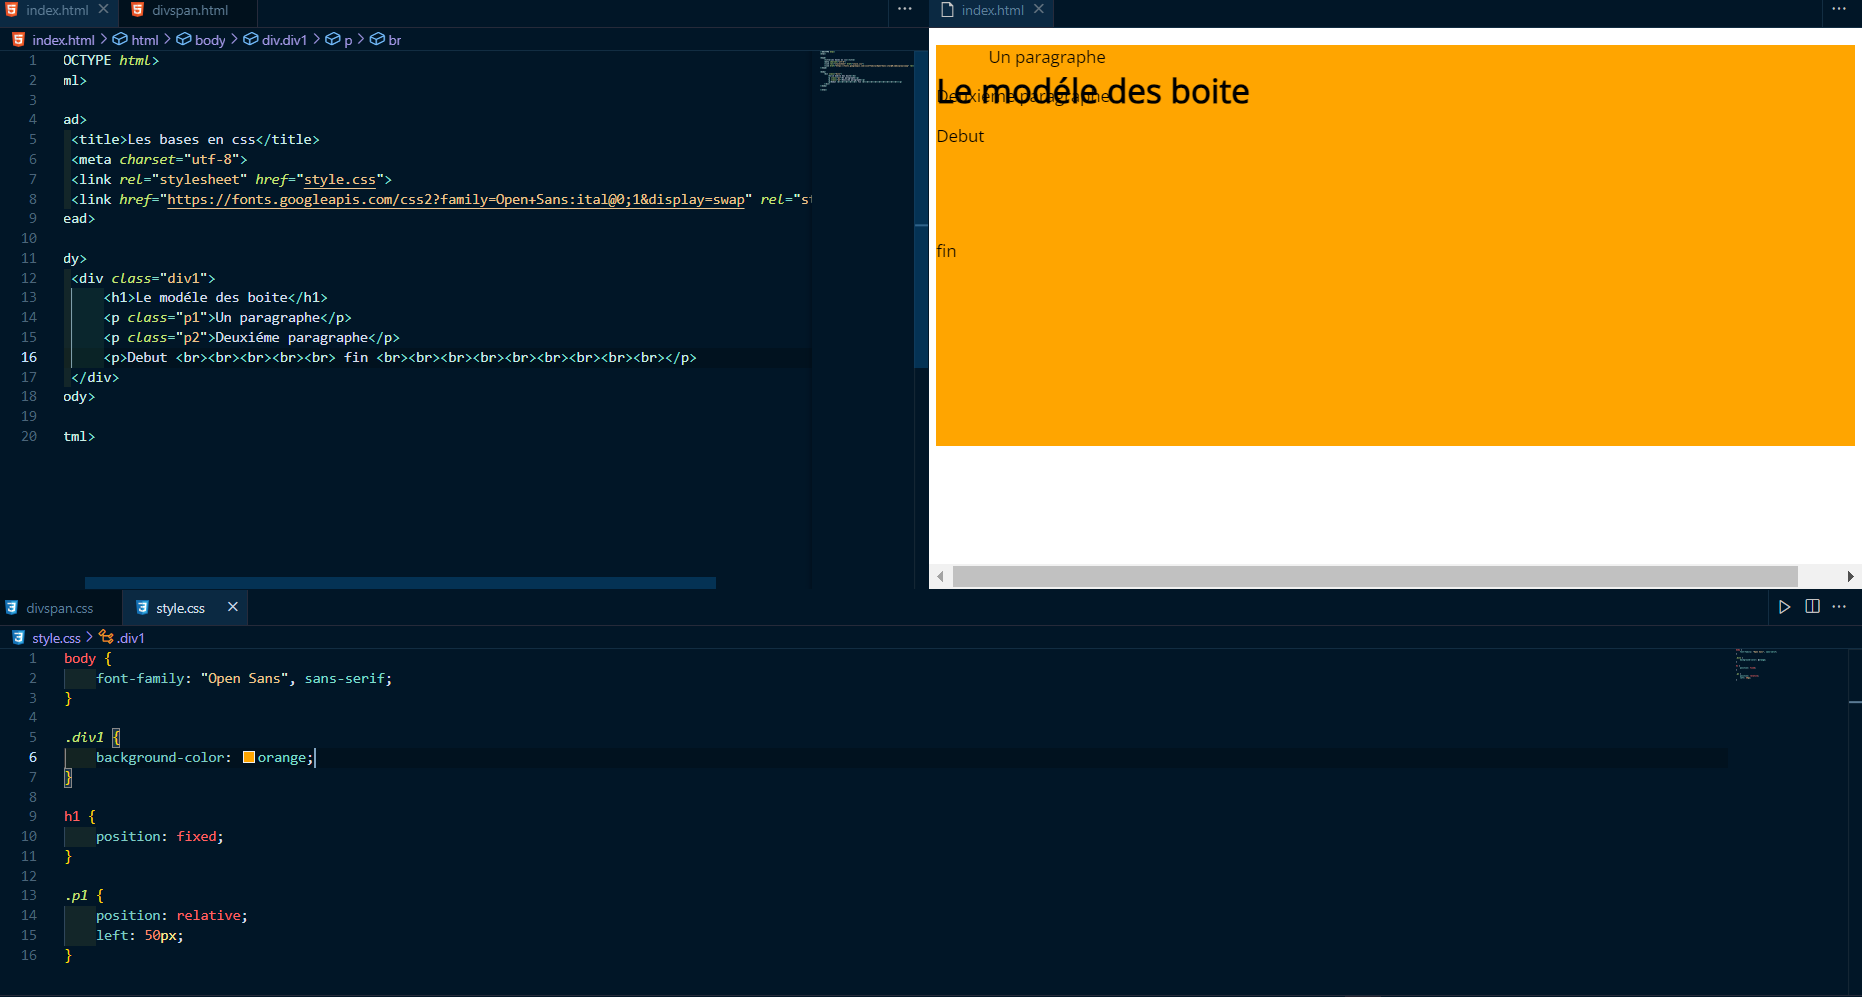 index.html
divspan.html
index.html > html > body > div.div1 > p > br
1 OCTYPE html>
2 ml>
3
4 ad>
5 <title>Les bases en css</title>
6 <meta charset="utf-8">
7 <link rel="stylesheet" href="style.css">
8 <link href="https://fonts.googleapis.com/css2?family=Open+Sans:ital@0;1&display=swap" rel="st
9 ead>
10
11 dy>
12 <div class="div1">
13 <h1>Le modéle des boite</h1>
14 <p class="p1">Un paragraphe</p>
15 <p class="p2">Deuxiéme paragraphe</p>
16 <p>Debut <br><br><br><br><br> fin <br><br><br><br><br><br><br><br><br></p>
17 </div>
18 ody>
19
20 tml>
index.html
Un paragraphe
Le modéle des boite
Deuxiéme paragraphe
Debut
fin
divspan.css
style.css
style.css > .div1
1 body {
2 font-family: "Open Sans", sans-serif;
3 }
4
5 .div1 {
6 background-color: orange;
7 }
8
9 h1 {
10 position: fixed;
11 }
12
13 .p1 {
14 position: relative;
15 left: 50px;
16 }